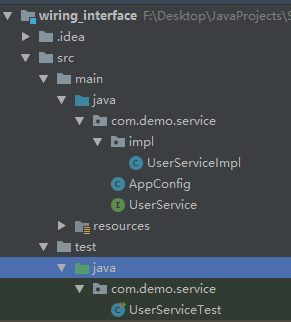 wiring_interface F:\Desktop\JavaProjects\S
.idea
src
main
java
com.demo.service
impl
UserServiceImpl
AppConfig
UserService
resources
test
java
com.demo.service
UserServiceTest